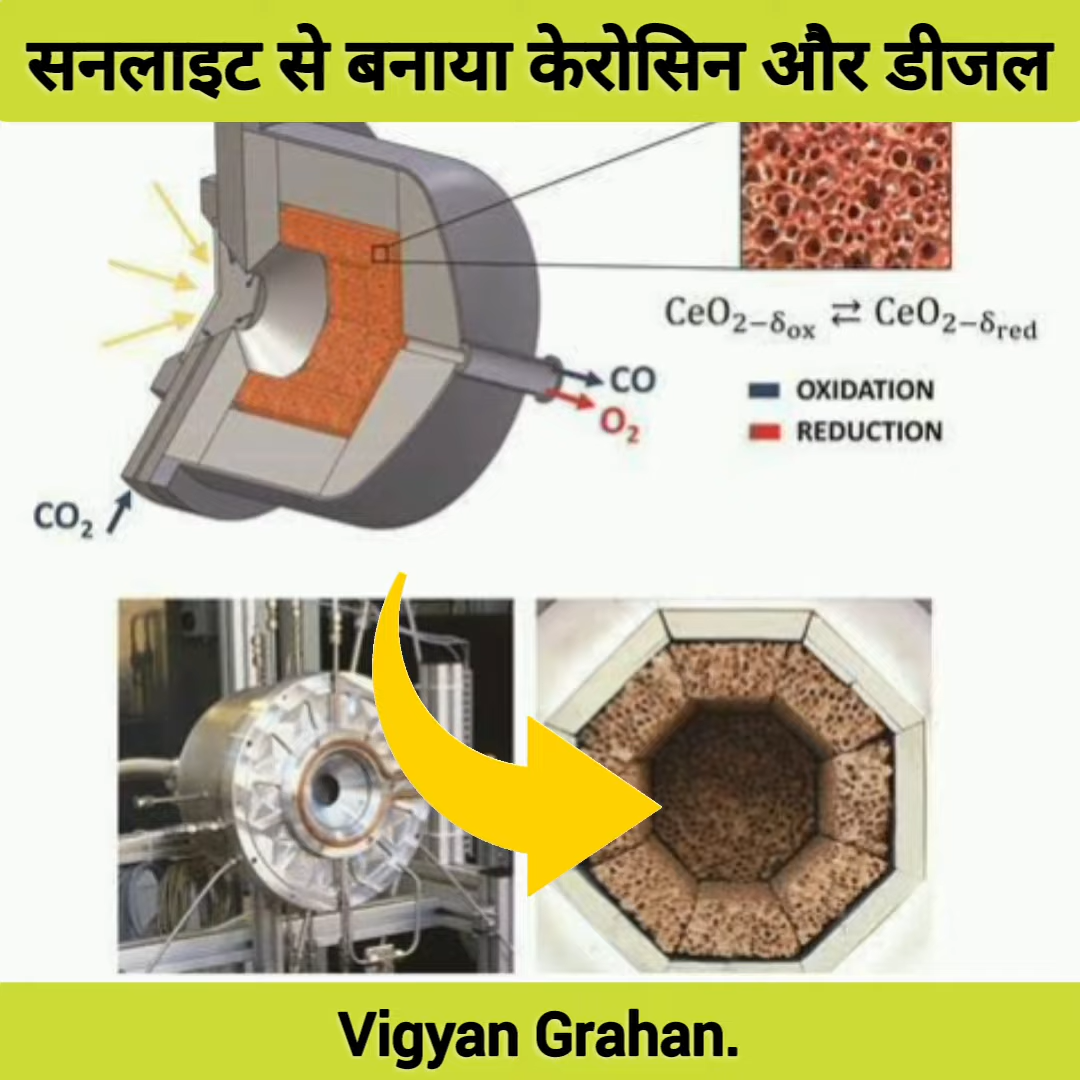 सनलाइट से बनाया केरोसिन और डीजल
CeO₂₋δₒₓ ⇄ CeO₂₋δred
CO
O₂
OXIDATION
REDUCTION
CO₂
Vigyan Grahan.